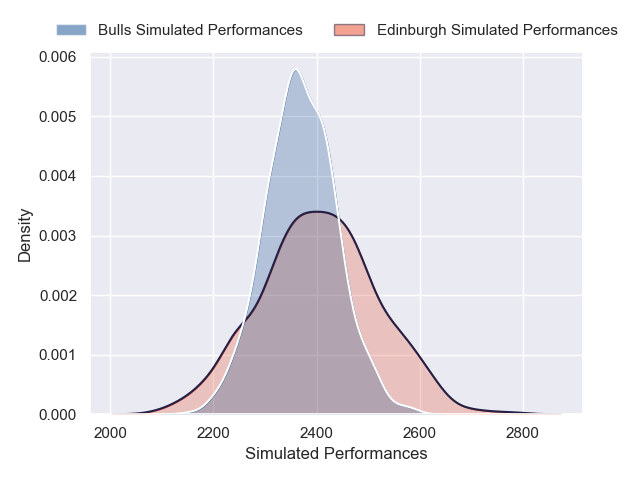 Bulls Simulated Performances Edinburgh Simulated Performances
0.006
0.005
0.004
0.003
0.002
0.001
0.000
Density
2000 2200 2400 2600 2800
Simulated Performances